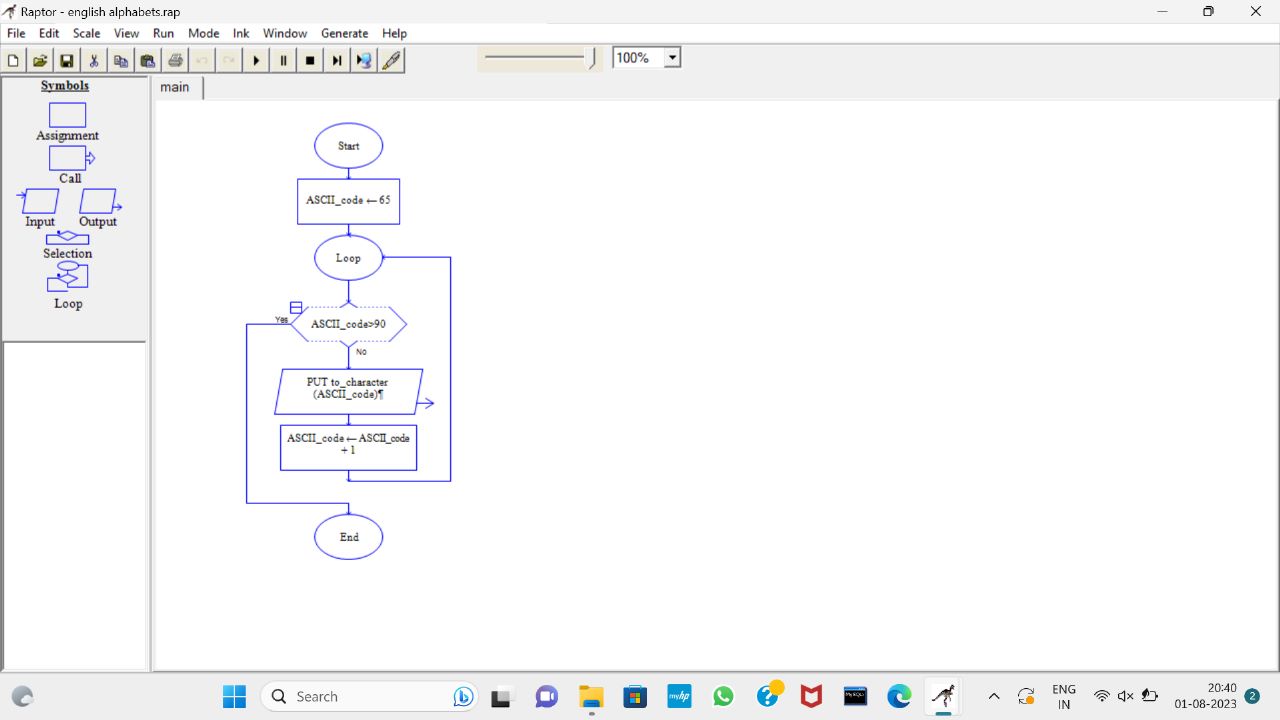 Raptor - english alphabets.rap
File Edit Scale View Run Mode Ink Window Generate Help
100%
Symbols
main
Assignment
Call
Input Output
Selection
Loop
Start
ASCII_code ← 65
Loop
Yes
ASCII_code>90
No
PUT to_character
(ASCII_code)¶
ASCII_code ← ASCII_code
+ 1
End
Search
myhp
MySQL
ENG
IN
20:40
01-08-2023
2